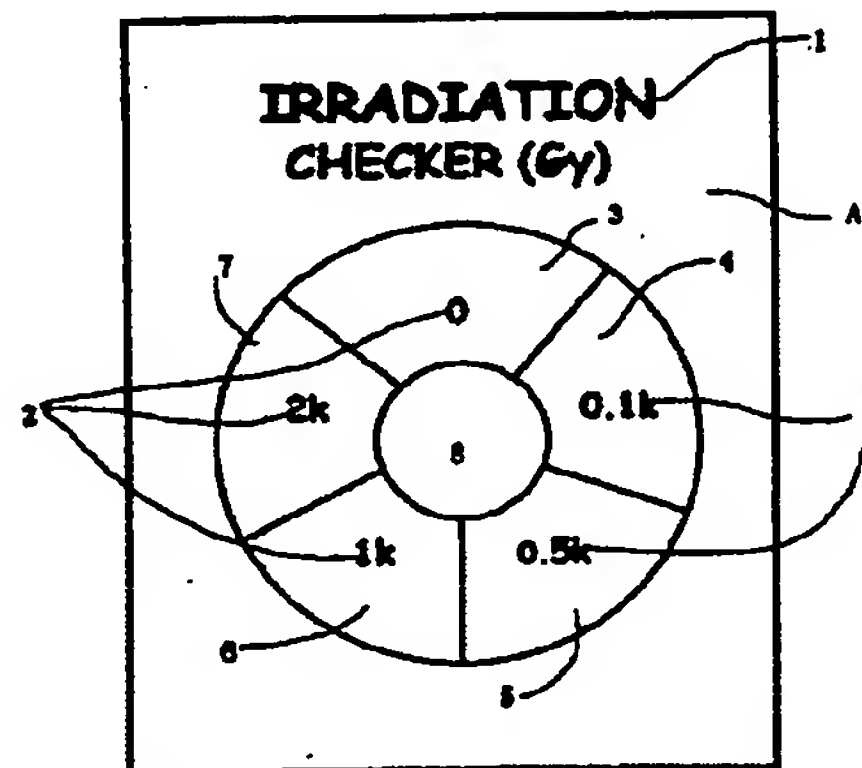 1
IRRADIATION
CHECKER (Gy)
A
3
4
7
0
2
2k
0.1k
8
1k
0.5k
6
5